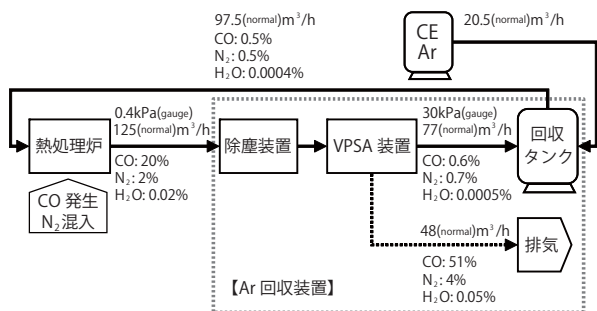 97.5(normal)m³/h
CO: 0.5%
N₂: 0.5%
H₂O: 0.0004%
CE
Ar
20.5(normal)m³/h
熱処理炉
0.4kPa(gauge)
125(normal)m³/h
CO: 20%
N₂: 2%
H₂O: 0.02%
CO 発生
N₂混入
除塵装置
VPSA 装置
30kPa(gauge)
77(normal)m³/h
CO: 0.6%
N₂: 0.7%
H₂O: 0.0005%
回収
タンク
48(normal)m³/h
CO: 51%
N₂: 4%
H₂O: 0.05%
排気
【Ar 回収装置】